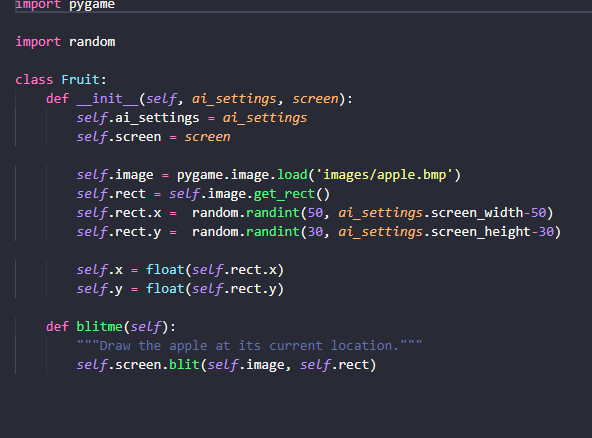 import pygame
import random
class Fruit:
    def __init__(self, ai_settings, screen):
        self.ai_settings = ai_settings
        self.screen = screen
        self.image = pygame.image.load('images/apple.bmp')
        self.rect = self.image.get_rect()
        self.rect.x =  random.randint(50, ai_settings.screen_width-50)
        self.rect.y =  random.randint(30, ai_settings.screen_height-30)
        self.x = float(self.rect.x)
        self.y = float(self.rect.y)
    def blitme(self):
        """Draw the apple at its current location."""
        self.screen.blit(self.image, self.rect)